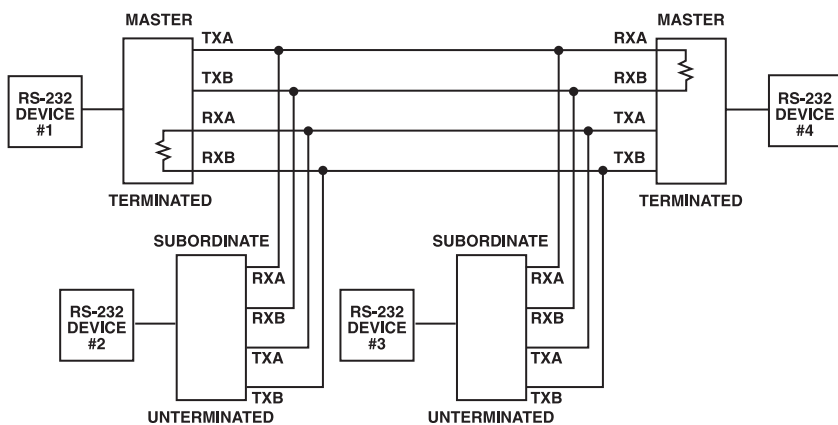 MASTER
MASTER
TXA
RXA
TXB
RXB
RS-232
DEVICE
#1
RS-232
DEVICE
#4
RXA
TXA
RXB
TXB
TERMINATED
TERMINATED
SUBORDINATE
SUBORDINATE
RXA
RXA
RS-232
DEVICE
#2
RS-232
DEVICE
#3
RXB
RXB
TXA
TXA
TXB
TXB
UNTERMINATED
UNTERMINATED